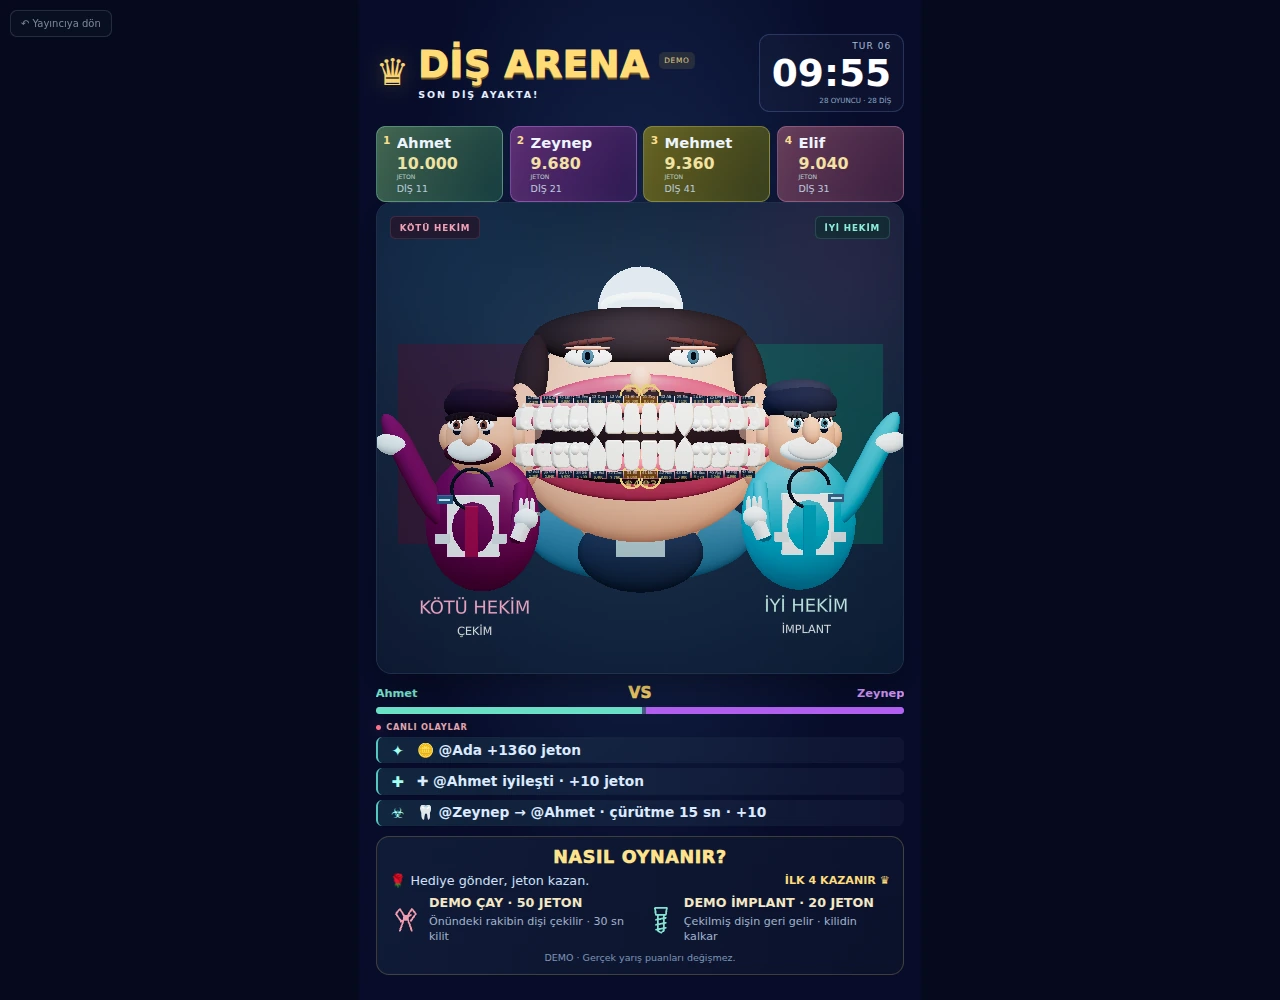 ↶ Yayıncıya dön
DİŞ ARENA
DEMO
SON DİŞ AYAKTA!
TUR 06
09:55
28 OYUNCU · 28 DİŞ
1 Ahmet
10.000
JETON
DİŞ 11
2 Zeynep
9.680
JETON
DİŞ 21
3 Mehmet
9.360
JETON
DİŞ 41
4 Elif
9.040
JETON
DİŞ 31
KÖTÜ HEKİM
İYİ HEKİM
KÖTÜ HEKİM
ÇEKİM
İYİ HEKİM
İMPLANT
Ahmet
VS
Zeynep
CANLI OLAYLAR
@Ada +1360 jeton
@Ahmet iyileşti · +10 jeton
@Zeynep → @Ahmet · çürütme 15 sn · +10
NASIL OYNANIR?
Hediye gönder, jeton kazan.
İLK 4 KAZANIR
DEMO ÇAY · 50 JETON
Önündeki rakibin dişi çekilir · 30 sn
kilit
DEMO İMPLANT · 20 JETON
Çekilmiş dişin geri gelir · kilidin
kalkar
DEMO · Gerçek yarış puanları değişmez.